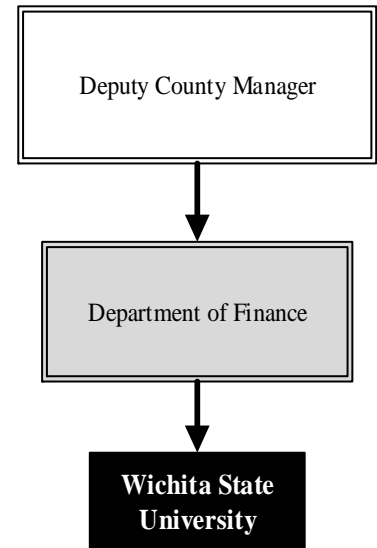 Deputy County Manager
Department of Finance
Wichita State
University